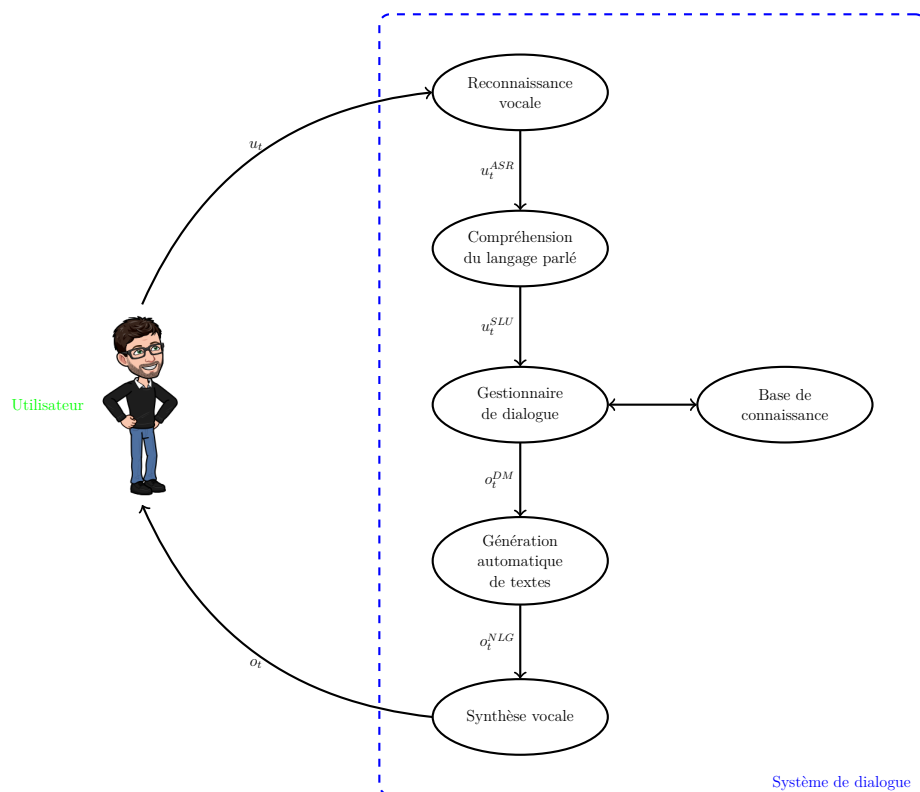 Reconnaissance
vocale
u_t
u_t^{ASR}
Compréhension
du langage parlé
u_t^{SLU}
Utilisateur
Gestionnaire
de dialogue
Base de
connaissance
o_t^{DM}
Génération
automatique
de textes
o_t^{NLG}
o_t
Synthèse vocale
Système de dialogue